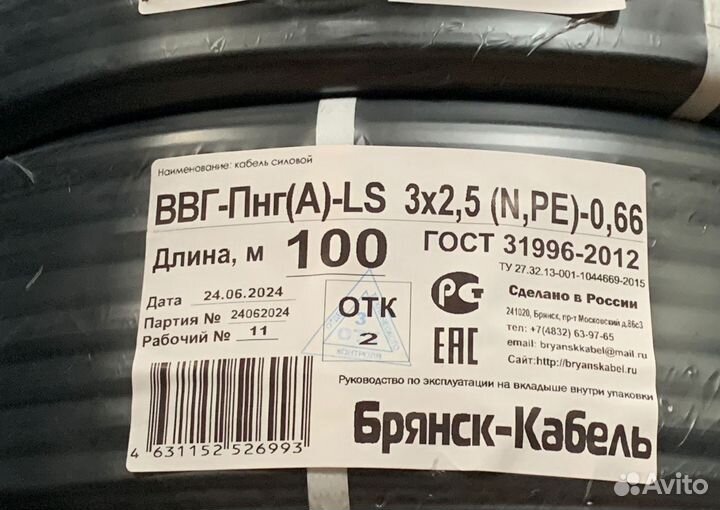 Наименование: кабель силовой
ВВГ-Пнг(А)-LS 3х2,5 (N,PE)-0,66
Длина, м 100 ГОСТ 31996-2012
ТУ 27.32.13-001-1044669-2015
Дата 24.06.2024
Партия № 24062024
Рабочий № 11
ОТК
2
РСТ
ЕАС
Сделано в России
241020, Брянск, пр-т Московский д.86с3
тел: +7(4832) 63-97-65
email: bryanskkabel@mail.ru
Сайт:http://bryanskabel.ru
Руководство по эксплуатации на вкладыше внутри упаковки
4 631152 526993
Брянск-Кабель
Avito